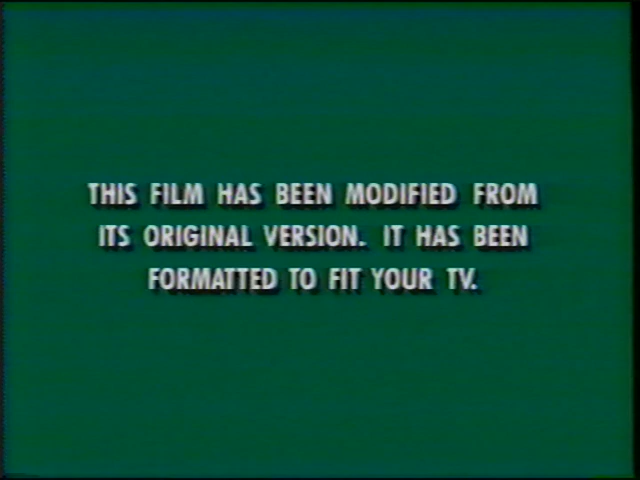 THIS FILM HAS BEEN MODIFIED FROM
ITS ORIGINAL VERSION. IT HAS BEEN
FORMATTED TO FIT YOUR TV.